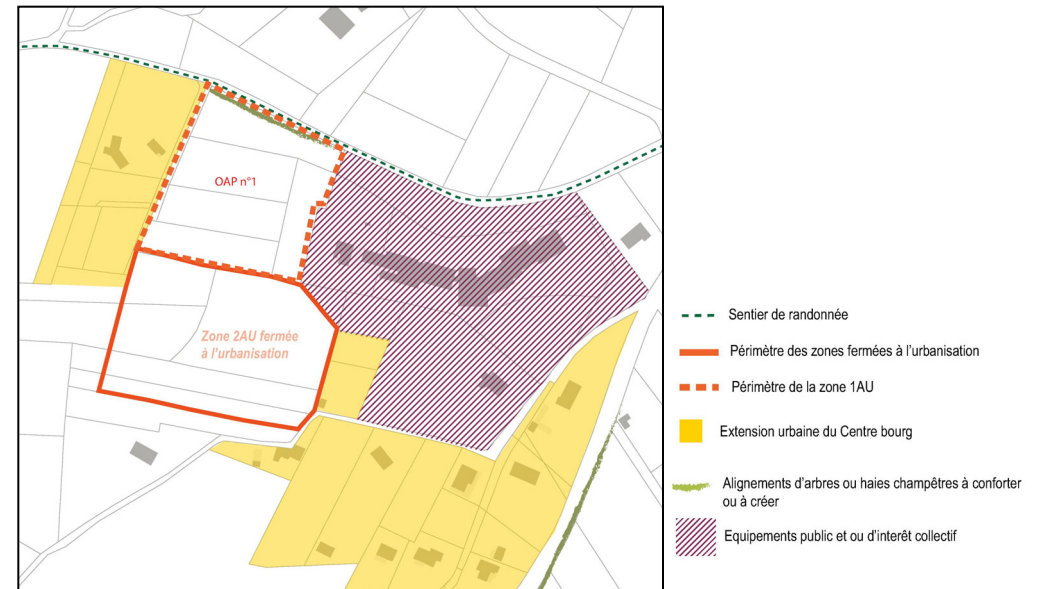 OAP n°1
Zone 2AU fermée
à l'urbanisation
Sentier de randonnée
Périmètre des zones fermées à l'urbanisation
Périmètre de la zone 1AU
Extension urbaine du Centre bourg
Alignements d'arbres ou haies champêtres à conforter
ou à créer
Equipements public et ou d'interêt collectif